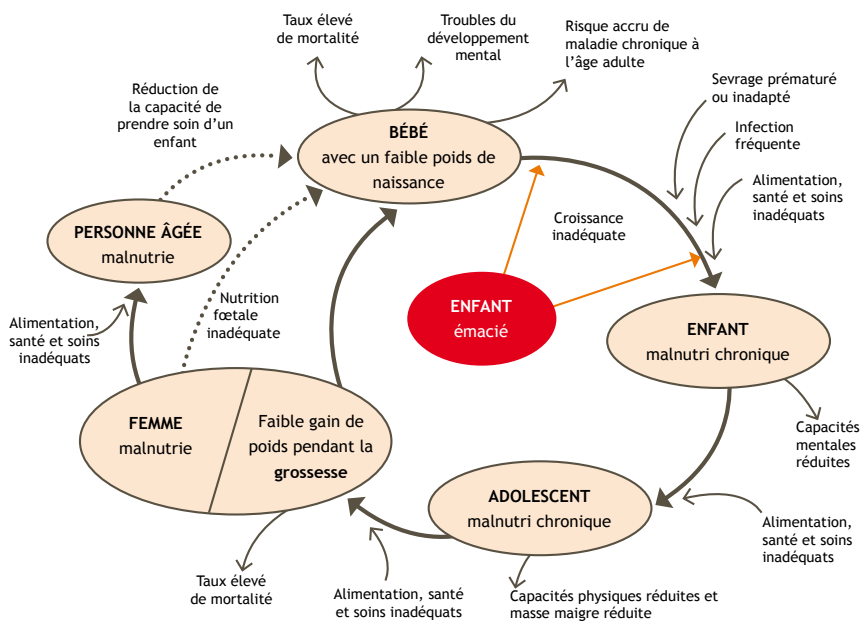 Taux élevé
de mortalité
Troubles du
dévelopement
mental
Risque accru de
maladie chronique à
l’âge adulte
Sevrage prématuré
ou inadapté
Infection
fréquente
Alimentation,
santé et soins
inadéquats
Réduction de
la capacité de
prendre soin d’un
enfant
BÉBÉ
avec un faible poids de
naissance
Croissance
inadéquate
PERSONNE ÂGÉE
malnutrie
Nutrition
fœtale
inadéquate
ENFANT
émacié
Alimentation,
santé et soins
inadéquats
ENFANT
malnutri chronique
FEMME
malnutrie
Faible gain de
poids pendant la
grossesse
Capacités
mentales
réduites
ADOLESCENT
malnutri chronique
Alimentation,
santé et soins
inadéquats
Taux élevé
de mortalité
Alimentation, santé
et soins inadéquats
Capacités physiques réduites et
masse maigre réduite